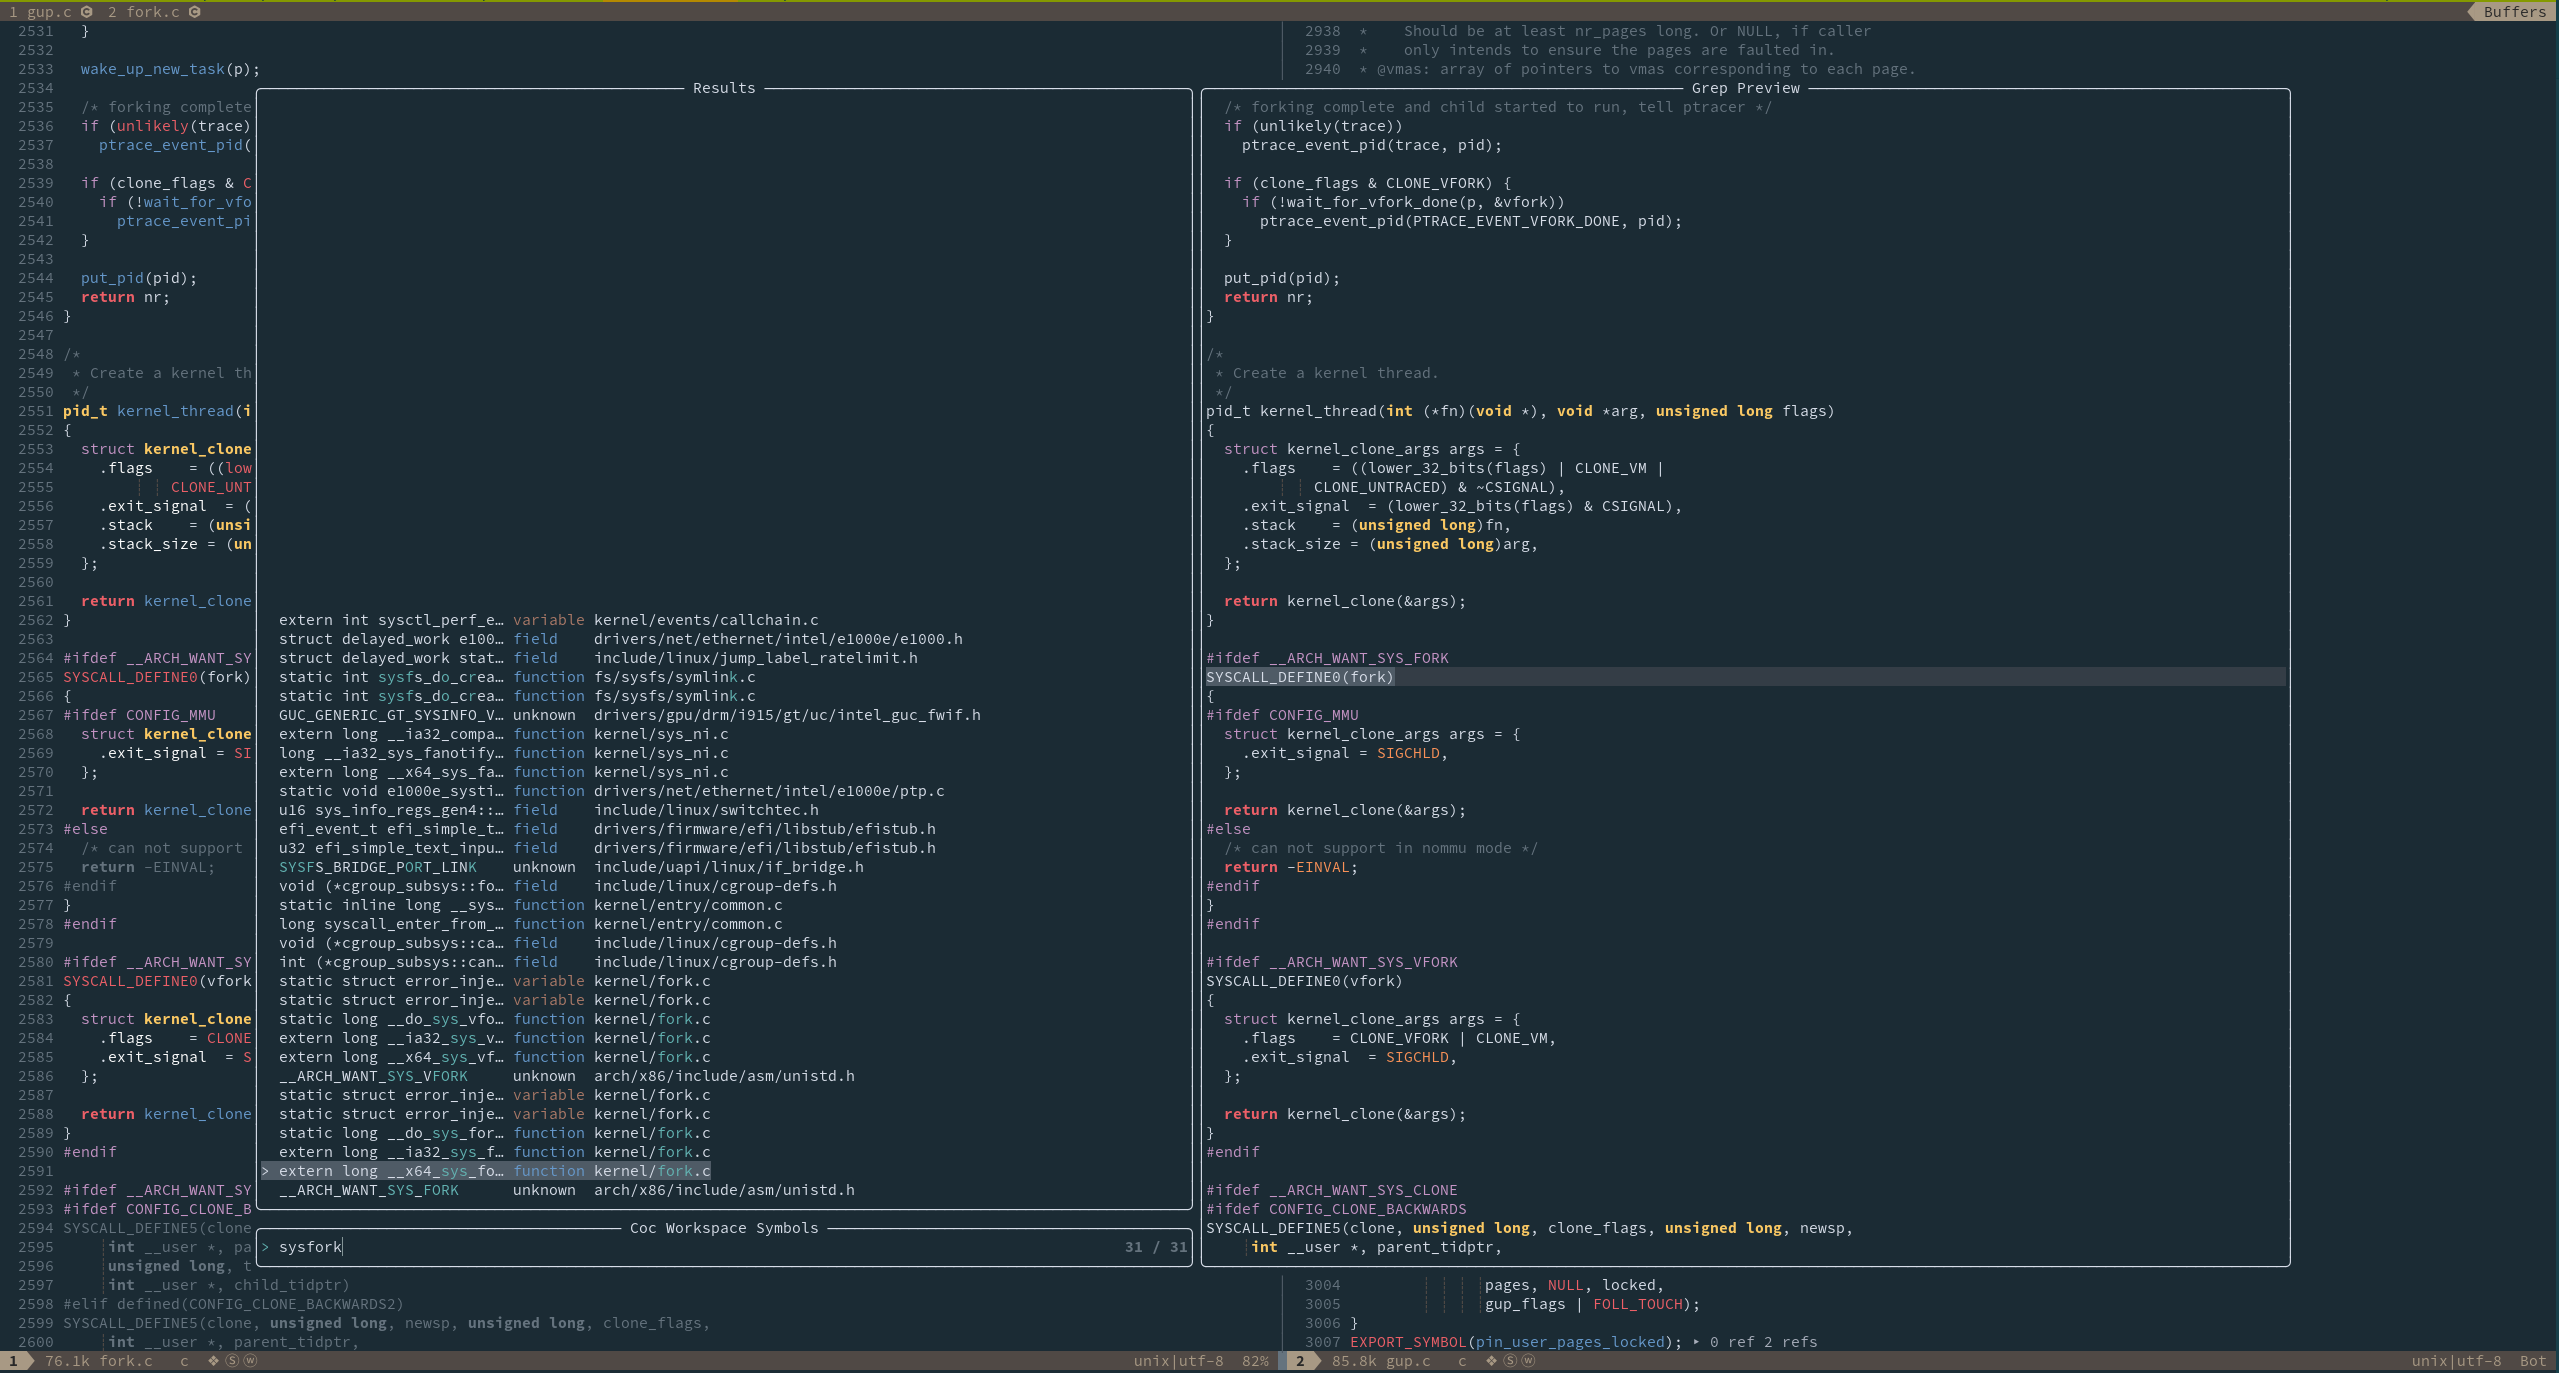 1 gup.c 2 fork.c Buffers
2531 }
2532
2533 wake_up_new_task(p);
2534
2535 /* forking complete
2536 if (unlikely(trace)
2537 ptrace_event_pid(
2538
2539 if (clone_flags & C
2540 if (!wait_for_vfo
2541 ptrace_event_pi
2542 }
2543
2544 put_pid(pid);
2545 return nr;
2546 }
2547
2548 /*
2549 * Create a kernel th
2550 */
2551 pid_t kernel_thread(i
2552 {
2553 struct kernel_clone
2554 .flags = ((low
2555 CLONE_UNT
2556 .exit_signal = (
2557 .stack = (unsi
2558 .stack_size = (un
2559 };
2560
2561 return kernel_clone
2562 }
2563
2564 #ifdef __ARCH_WANT_SY
2565 SYSCALL_DEFINE0(fork)
2566 {
2567 #ifdef CONFIG_MMU
2568 struct kernel_clone
2569 .exit_signal = SI
2570 };
2571
2572 return kernel_clone
2573 #else
2574 /* can not support
2575 return -EINVAL;
2576 #endif
2577 }
2578 #endif
2579
2580 #ifdef __ARCH_WANT_SY
2581 SYSCALL_DEFINE0(vfork
2582 {
2583 struct kernel_clone
2584 .flags = CLONE
2585 .exit_signal = S
2586 };
2587
2588 return kernel_clone
2589 }
2590 #endif
2591
2592 #ifdef __ARCH_WANT_SY
2593 #ifdef CONFIG_CLONE_B
2594 SYSCALL_DEFINE5(clone
2595 int __user *, pa
2596 unsigned long, t
2597 int __user *, child_tidptr)
2598 #elif defined(CONFIG_CLONE_BACKWARDS2)
2599 SYSCALL_DEFINE5(clone, unsigned long, newsp, unsigned long, clone_flags,
2600 int __user *, parent_tidptr,
Results
extern int sysctl_perf_e… variable kernel/events/callchain.c
struct delayed_work e100… field drivers/net/ethernet/intel/e1000e/e1000.h
struct delayed_work stat… field include/linux/jump_label_ratelimit.h
static int sysfs_do_crea… function fs/sysfs/symlink.c
static int sysfs_do_crea… function fs/sysfs/symlink.c
GUC_GENERIC_GT_SYSINFO_V… unknown drivers/gpu/drm/i915/gt/uc/intel_guc_fwif.h
extern long __ia32_compa… function kernel/sys_ni.c
long __ia32_sys_fanotify… function kernel/sys_ni.c
extern long __x64_sys_fa… function kernel/sys_ni.c
static void e1000e_systi… function drivers/net/ethernet/intel/e1000e/ptp.c
u16 sys_info_regs_gen4::… field include/linux/switchtec.h
efi_event_t efi_simple_t… field drivers/firmware/efi/libstub/efistub.h
u32 efi_simple_text_inpu… field drivers/firmware/efi/libstub/efistub.h
SYSFS_BRIDGE_PORT_LINK unknown include/uapi/linux/if_bridge.h
void (*cgroup_subsys::fo… field include/linux/cgroup-defs.h
static inline long __sys… function kernel/entry/common.c
long syscall_enter_from_… function kernel/entry/common.c
void (*cgroup_subsys::ca… field include/linux/cgroup-defs.h
int (*cgroup_subsys::can… field include/linux/cgroup-defs.h
static struct error_inje… variable kernel/fork.c
static struct error_inje… variable kernel/fork.c
static long __do_sys_vfo… function kernel/fork.c
extern long __ia32_sys_v… function kernel/fork.c
extern long __x64_sys_vf… function kernel/fork.c
__ARCH_WANT_SYS_VFORK unknown arch/x86/include/asm/unistd.h
static struct error_inje… variable kernel/fork.c
static struct error_inje… variable kernel/fork.c
static long __do_sys_for… function kernel/fork.c
extern long __ia32_sys_f… function kernel/fork.c
> extern long __x64_sys_fo… function kernel/fork.c
__ARCH_WANT_SYS_FORK unknown arch/x86/include/asm/unistd.h
Coc Workspace Symbols
> sysfork 31 / 31
2938 * Should be at least nr_pages long. Or NULL, if caller
2939 * only intends to ensure the pages are faulted in.
2940 * @vmas: array of pointers to vmas corresponding to each page.
Grep Preview
/* forking complete and child started to run, tell ptracer */
if (unlikely(trace))
ptrace_event_pid(trace, pid);
if (clone_flags & CLONE_VFORK) {
if (!wait_for_vfork_done(p, &vfork))
ptrace_event_pid(PTRACE_EVENT_VFORK_DONE, pid);
}
put_pid(pid);
return nr;
}
/*
* Create a kernel thread.
*/
pid_t kernel_thread(int (*fn)(void *), void *arg, unsigned long flags)
{
struct kernel_clone_args args = {
.flags = ((lower_32_bits(flags) | CLONE_VM |
CLONE_UNTRACED) & ~CSIGNAL),
.exit_signal = (lower_32_bits(flags) & CSIGNAL),
.stack = (unsigned long)fn,
.stack_size = (unsigned long)arg,
};
return kernel_clone(&args);
}
#ifdef __ARCH_WANT_SYS_FORK
SYSCALL_DEFINE0(fork)
{
#ifdef CONFIG_MMU
struct kernel_clone_args args = {
.exit_signal = SIGCHLD,
};
return kernel_clone(&args);
#else
/* can not support in nommu mode */
return -EINVAL;
#endif
}
#endif
#ifdef __ARCH_WANT_SYS_VFORK
SYSCALL_DEFINE0(vfork)
{
struct kernel_clone_args args = {
.flags = CLONE_VFORK | CLONE_VM,
.exit_signal = SIGCHLD,
};
return kernel_clone(&args);
}
#endif
#ifdef __ARCH_WANT_SYS_CLONE
#ifdef CONFIG_CLONE_BACKWARDS
SYSCALL_DEFINE5(clone, unsigned long, clone_flags, unsigned long, newsp,
int __user *, parent_tidptr,
3004 pages, NULL, locked,
3005 gup_flags | FOLL_TOUCH);
3006 }
3007 EXPORT_SYMBOL(pin_user_pages_locked); ‣ 0 ref 2 refs
1 76.1k fork.c c ❖ Ⓢ ⓦ unix|utf-8 82% 2 85.8k gup.c c ❖ Ⓢ ⓦ unix|utf-8 Bot